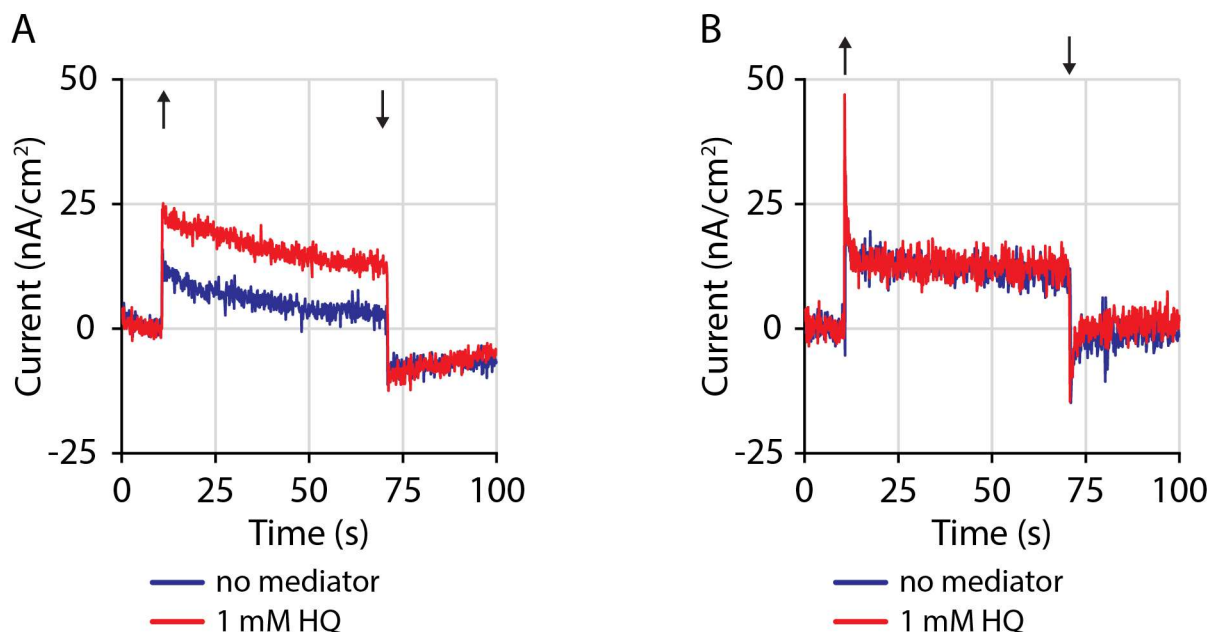 A
Current (nA/cm²)
50
25
0
-25
0 25 50 75 100
Time (s)
no mediator
1 mM HQ
B
Current (nA/cm²)
50
25
0
-25
0 25 50 75 100
Time (s)
no mediator
1 mM HQ